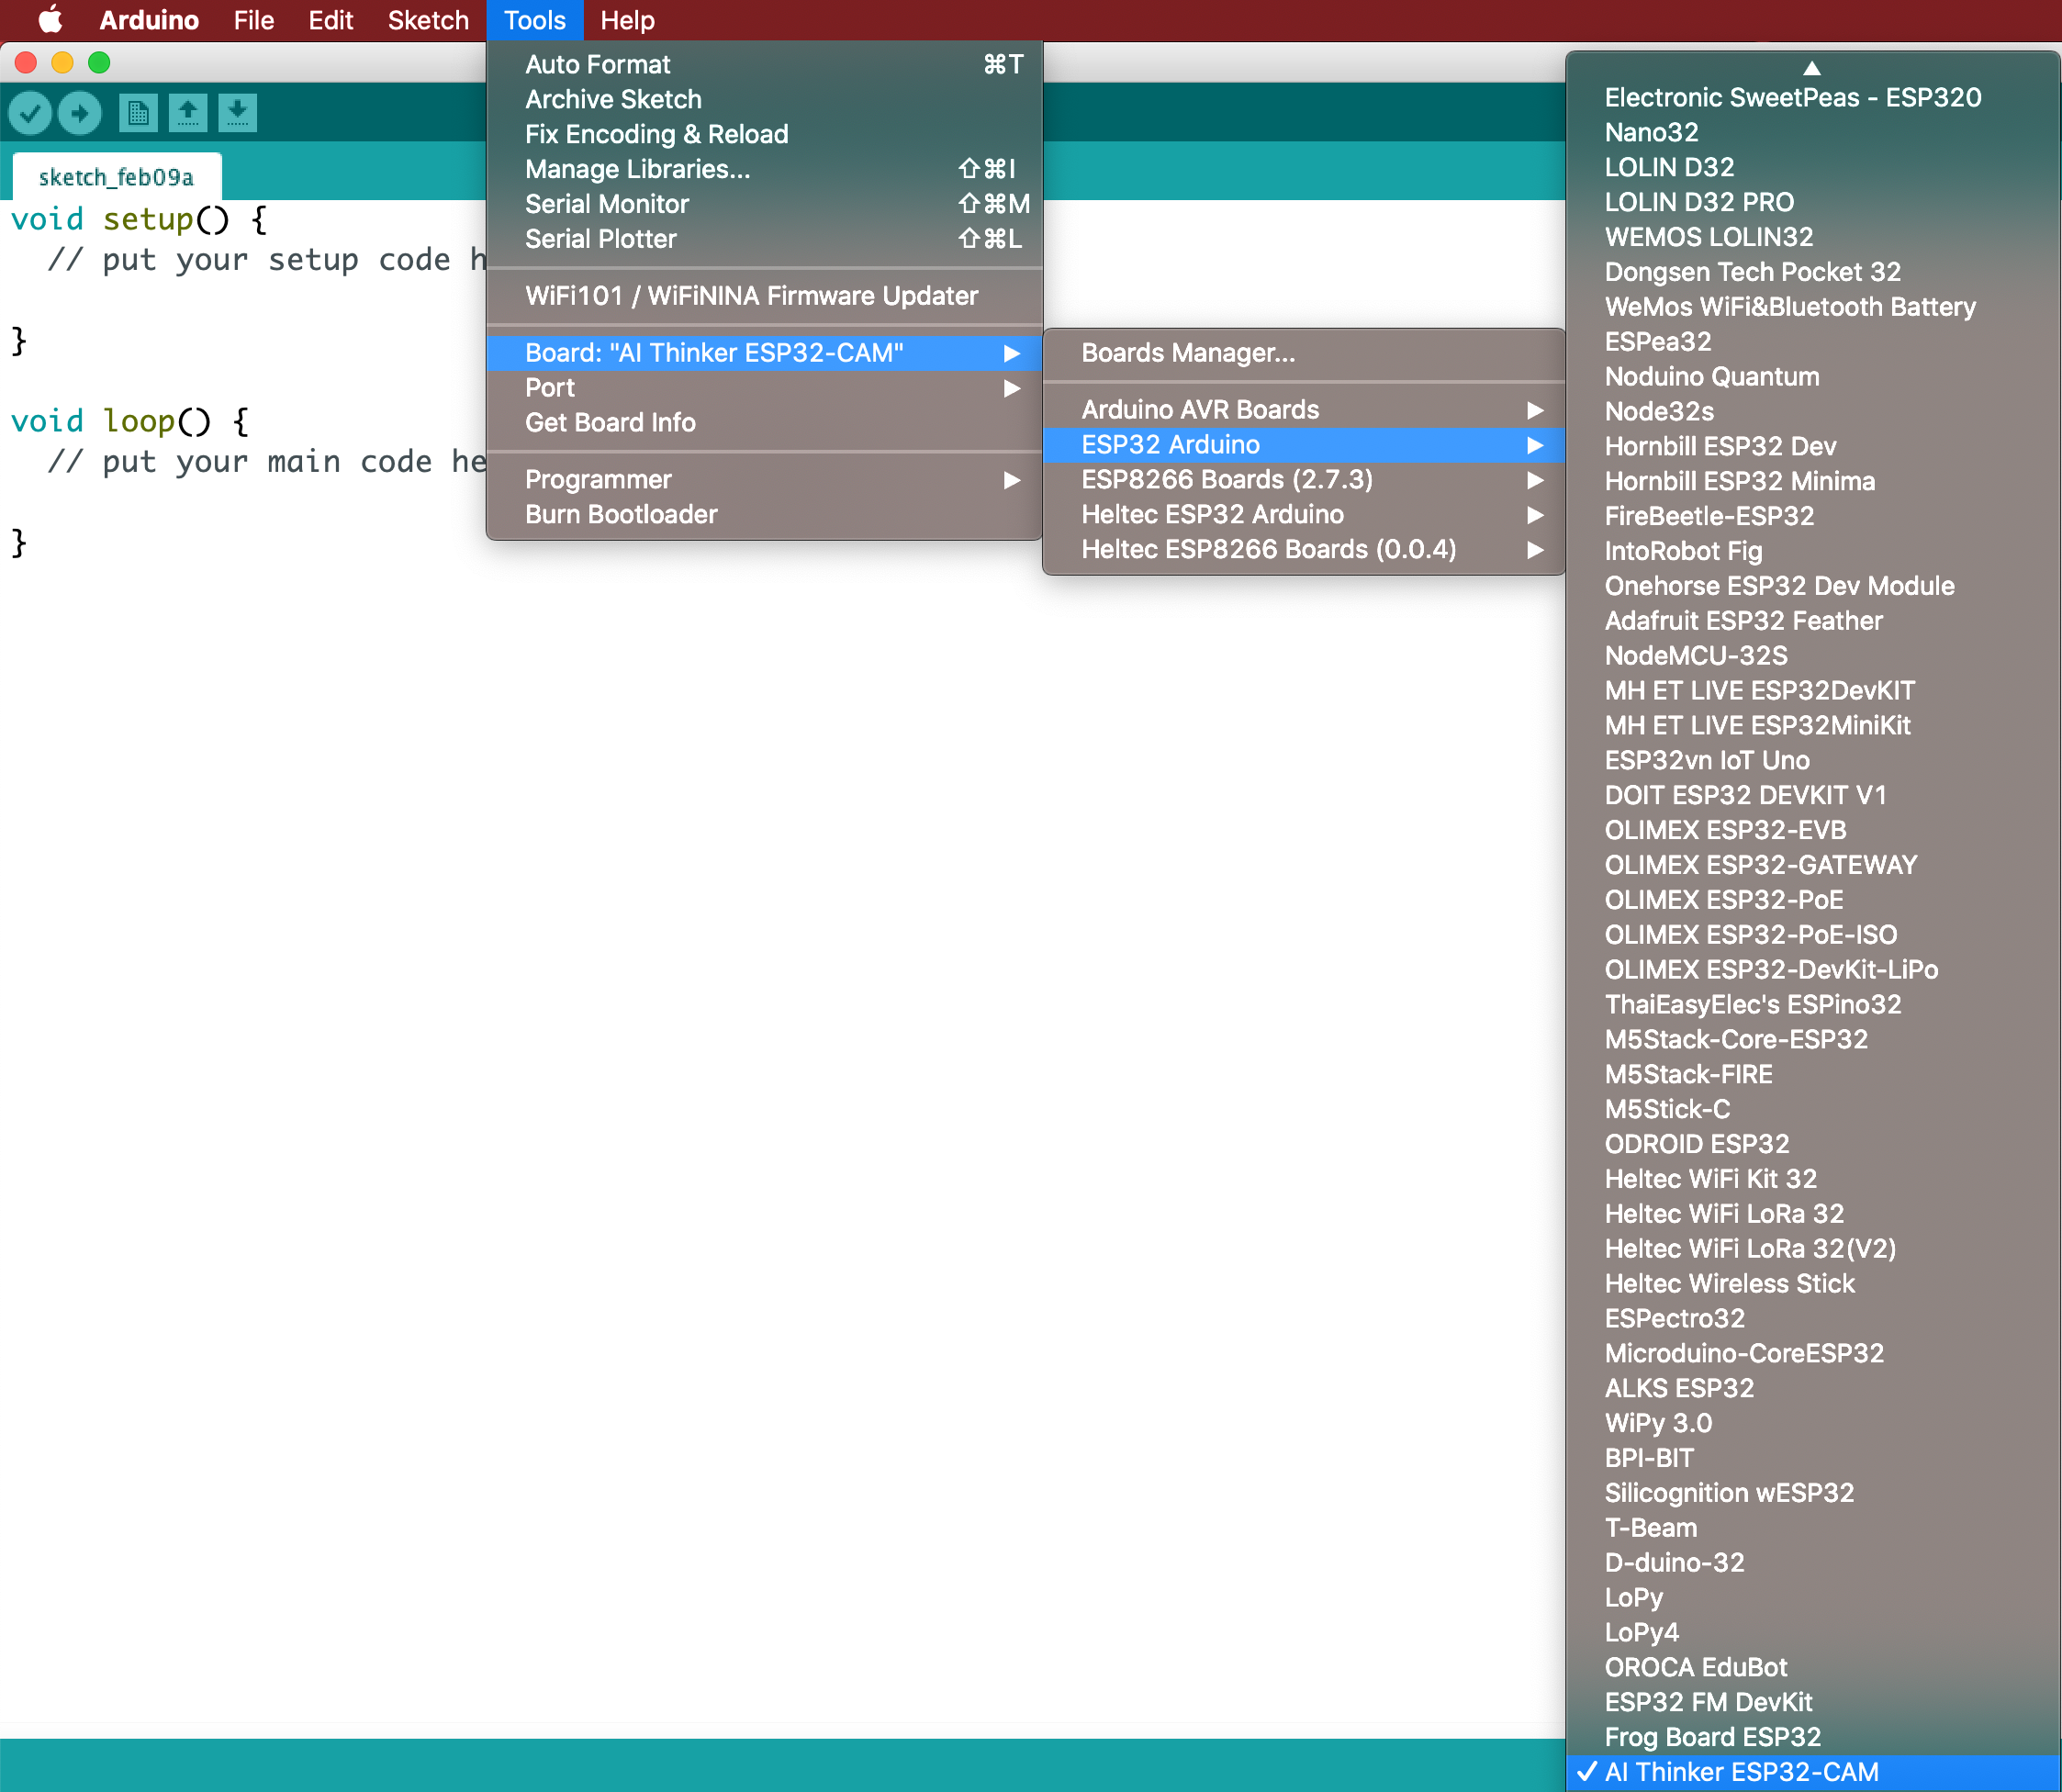 Arduino File Edit Sketch Tools Help
sketch_feb09a
void setup() {
// put your setup code h
}
void loop() {
// put your main code he
}
Auto Format ⌘T
Archive Sketch
Fix Encoding & Reload
Manage Libraries... ⇧⌘I
Serial Monitor ⇧⌘M
Serial Plotter ⇧⌘L
WiFi101 / WiFiNINA Firmware Updater
Board: "AI Thinker ESP32-CAM"
Port
Get Board Info
Programmer
Burn Bootloader
Boards Manager...
Arduino AVR Boards
ESP32 Arduino
ESP8266 Boards (2.7.3)
Heltec ESP32 Arduino
Heltec ESP8266 Boards (0.0.4)
Electronic SweetPeas - ESP320
Nano32
LOLIN D32
LOLIN D32 PRO
WEMOS LOLIN32
Dongsen Tech Pocket 32
WeMos WiFi&Bluetooth Battery
ESPea32
Noduino Quantum
Node32s
Hornbill ESP32 Dev
Hornbill ESP32 Minima
FireBeetle-ESP32
IntoRobot Fig
Onehorse ESP32 Dev Module
Adafruit ESP32 Feather
NodeMCU-32S
MH ET LIVE ESP32DevKIT
MH ET LIVE ESP32MiniKit
ESP32vn IoT Uno
DOIT ESP32 DEVKIT V1
OLIMEX ESP32-EVB
OLIMEX ESP32-GATEWAY
OLIMEX ESP32-PoE
OLIMEX ESP32-PoE-ISO
OLIMEX ESP32-DevKit-LiPo
ThaiEasyElec's ESPino32
M5Stack-Core-ESP32
M5Stack-FIRE
M5Stick-C
ODROID ESP32
Heltec WiFi Kit 32
Heltec WiFi LoRa 32
Heltec WiFi LoRa 32(V2)
Heltec Wireless Stick
ESPectro32
Microduino-CoreESP32
ALKS ESP32
WiPy 3.0
BPI-BIT
Silicognition wESP32
T-Beam
D-duino-32
LoPy
LoPy4
OROCA EduBot
ESP32 FM DevKit
Frog Board ESP32
✓ AI Thinker ESP32-CAM